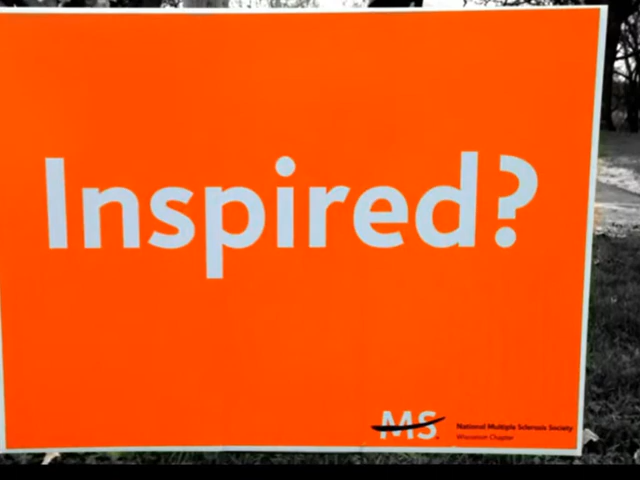 Inspired?
MS
National Multiple Sclerosis Society
Wisconsin Chapter